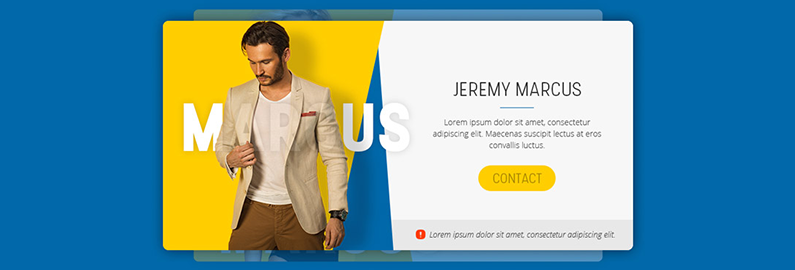 MARCUS
JEREMY MARCUS
Lorem ipsum dolor sit amet, consectetur
adipiscing elit. Maecenas suscipit lectus at eros
convallis luctus.
CONTACT
Lorem ipsum dolor sit amet, consectetur adipiscing elit.